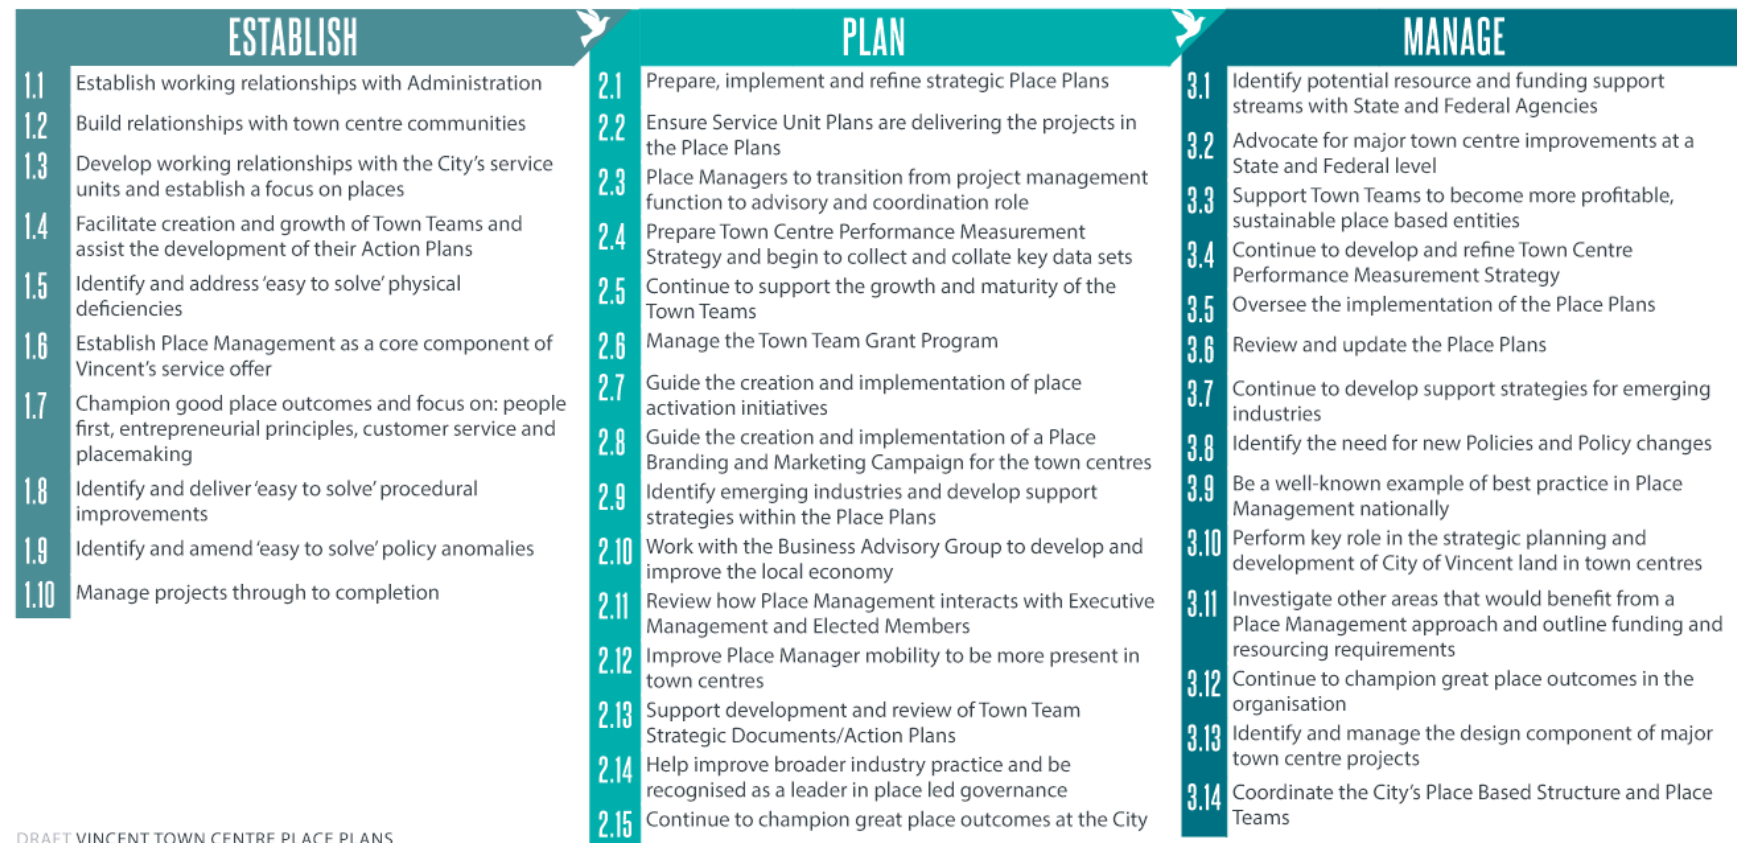 ESTABLISH
1.1 Establish working relationships with Administration
1.2 Build relationships with town centre communities
1.3 Develop working relationships with the City's service
units and establish a focus on places
1.4 Facilitate creation and growth of Town Teams and
assist the development of their Action Plans
1.5 Identify and address 'easy to solve' physical
deficiencies
1.6 Establish Place Management as a core component of
Vincent's service offer
1.7 Champion good place outcomes and focus on: people
first, entrepreneurial principles, customer service and
placemaking
1.8 Identify and deliver 'easy to solve' procedural
improvements
1.9 Identify and amend 'easy to solve' policy anomalies
1.10 Manage projects through to completion
PLAN
2.1 Prepare, implement and refine strategic Place Plans
2.2 Ensure Service Unit Plans are delivering the projects in
the Place Plans
2.3 Place Managers to transition from project management
function to advisory and coordination role
2.4 Prepare Town Centre Performance Measurement
Strategy and begin to collect and collate key data sets
2.5 Continue to support the growth and maturity of the
Town Teams
2.6 Manage the Town Team Grant Program
2.7 Guide the creation and implementation of place
activation initiatives
2.8 Guide the creation and implementation of a Place
Branding and Marketing Campaign for the town centres
2.9 Identify emerging industries and develop support
strategies within the Place Plans
2.10 Work with the Business Advisory Group to develop and
improve the local economy
2.11 Review how Place Management interacts with Executive
Management and Elected Members
2.12 Improve Place Manager mobility to be more present in
town centres
2.13 Support development and review of Town Team
Strategic Documents/Action Plans
2.14 Help improve broader industry practice and be
recognised as a leader in place led governance
2.15 Continue to champion great place outcomes at the City
MANAGE
3.1 Identify potential resource and funding support
streams with State and Federal Agencies
3.2 Advocate for major town centre improvements at a
State and Federal level
3.3 Support Town Teams to become more profitable,
sustainable place based entities
3.4 Continue to develop and refine Town Centre
Performance Measurement Strategy
3.5 Oversee the implementation of the Place Plans
3.6 Review and update the Place Plans
3.7 Continue to develop support strategies for emerging
industries
3.8 Identify the need for new Policies and Policy changes
3.9 Be a well-known example of best practice in Place
Management nationally
3.10 Perform key role in the strategic planning and
development of City of Vincent land in town centres
3.11 Investigate other areas that would benefit from a
Place Management approach and outline funding and
resourcing requirements
3.12 Continue to champion great place outcomes in the
organisation
3.13 Identify and manage the design component of major
town centre projects
3.14 Coordinate the City's Place Based Structure and Place
Teams
DRAFT VINCENT TOWN CENTRE PLACE PLANS